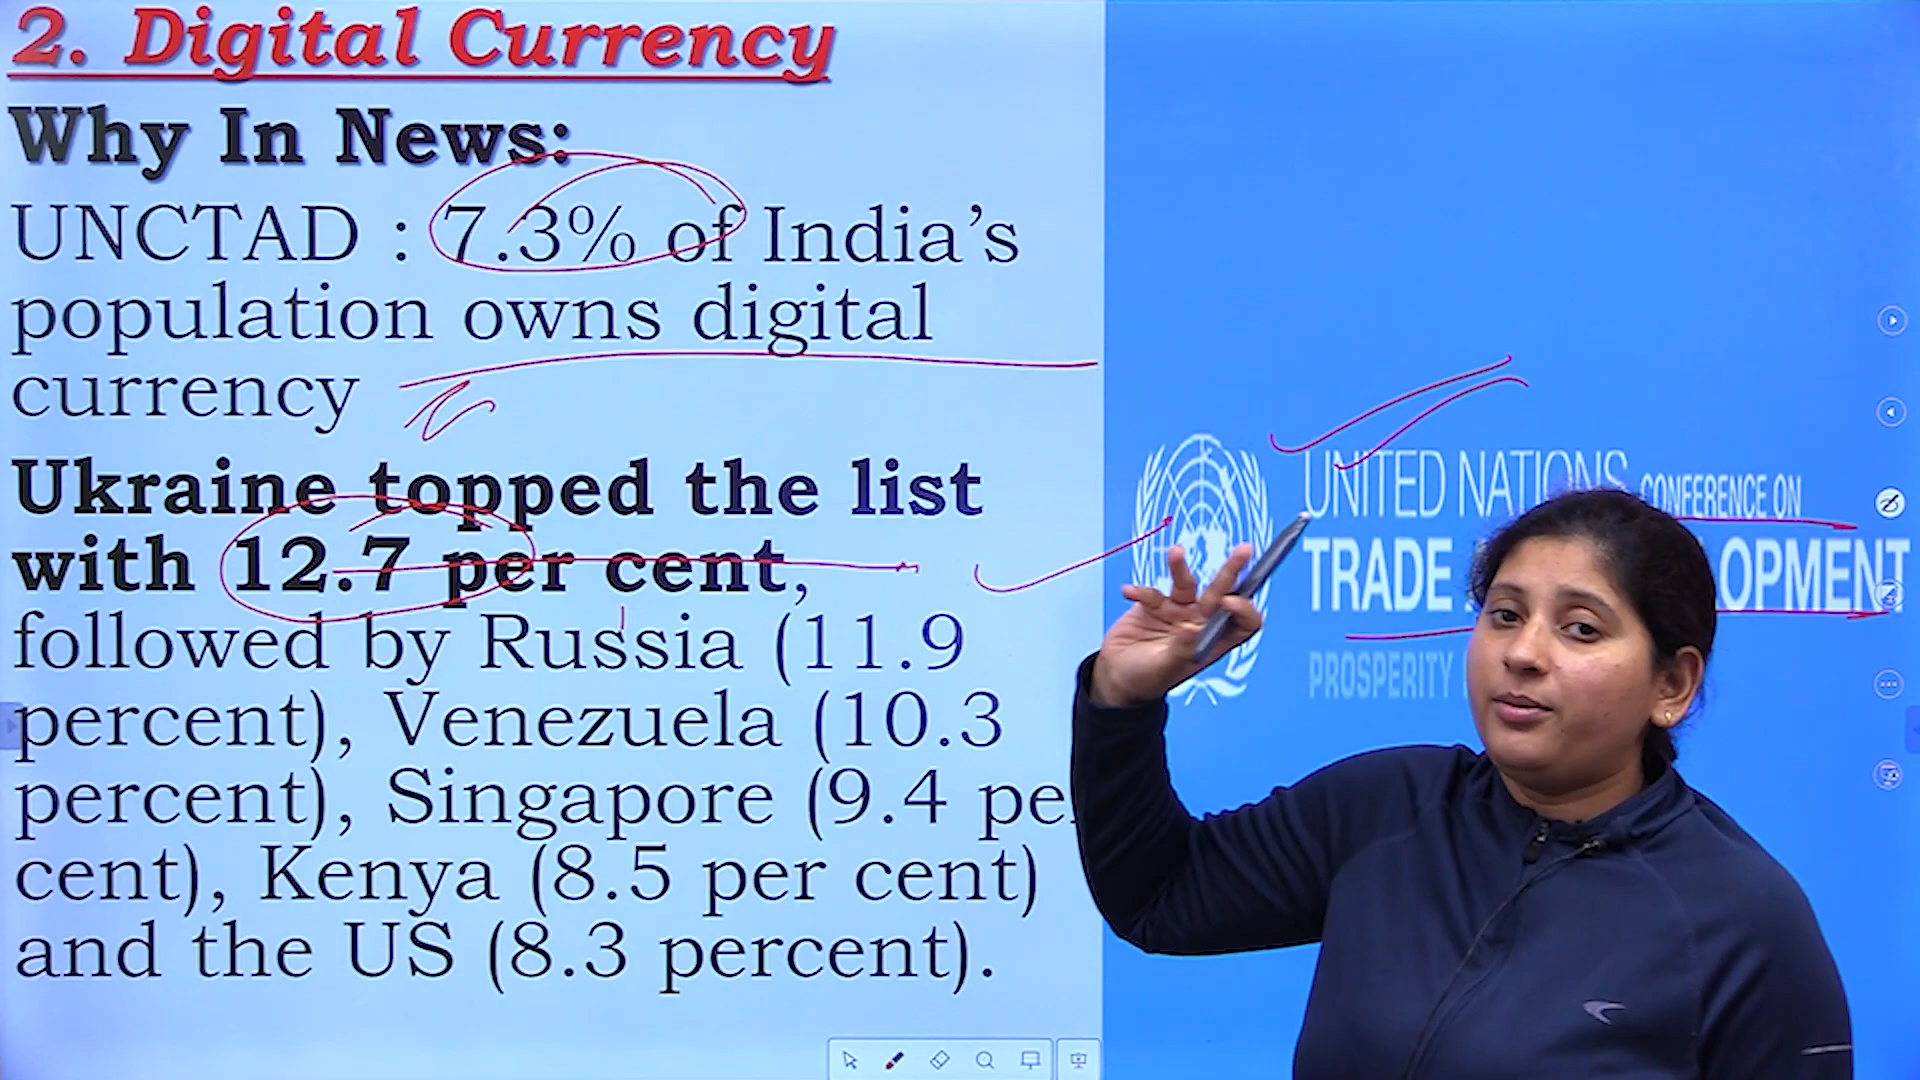 2. Digital Currency
Why In News:
UNCTAD : 7.3% of India's
population owns digital
currency
Ukraine topped the list
with 12.7 per cent,
followed by Russia (11.9
percent), Venezuela (10.3
percent), Singapore (9.4 per
cent), Kenya (8.5 per cent)
and the US (8.3 percent).
UNITED NATIONS CONFERENCE ON
TRADE OPMENT
PROSPERITY